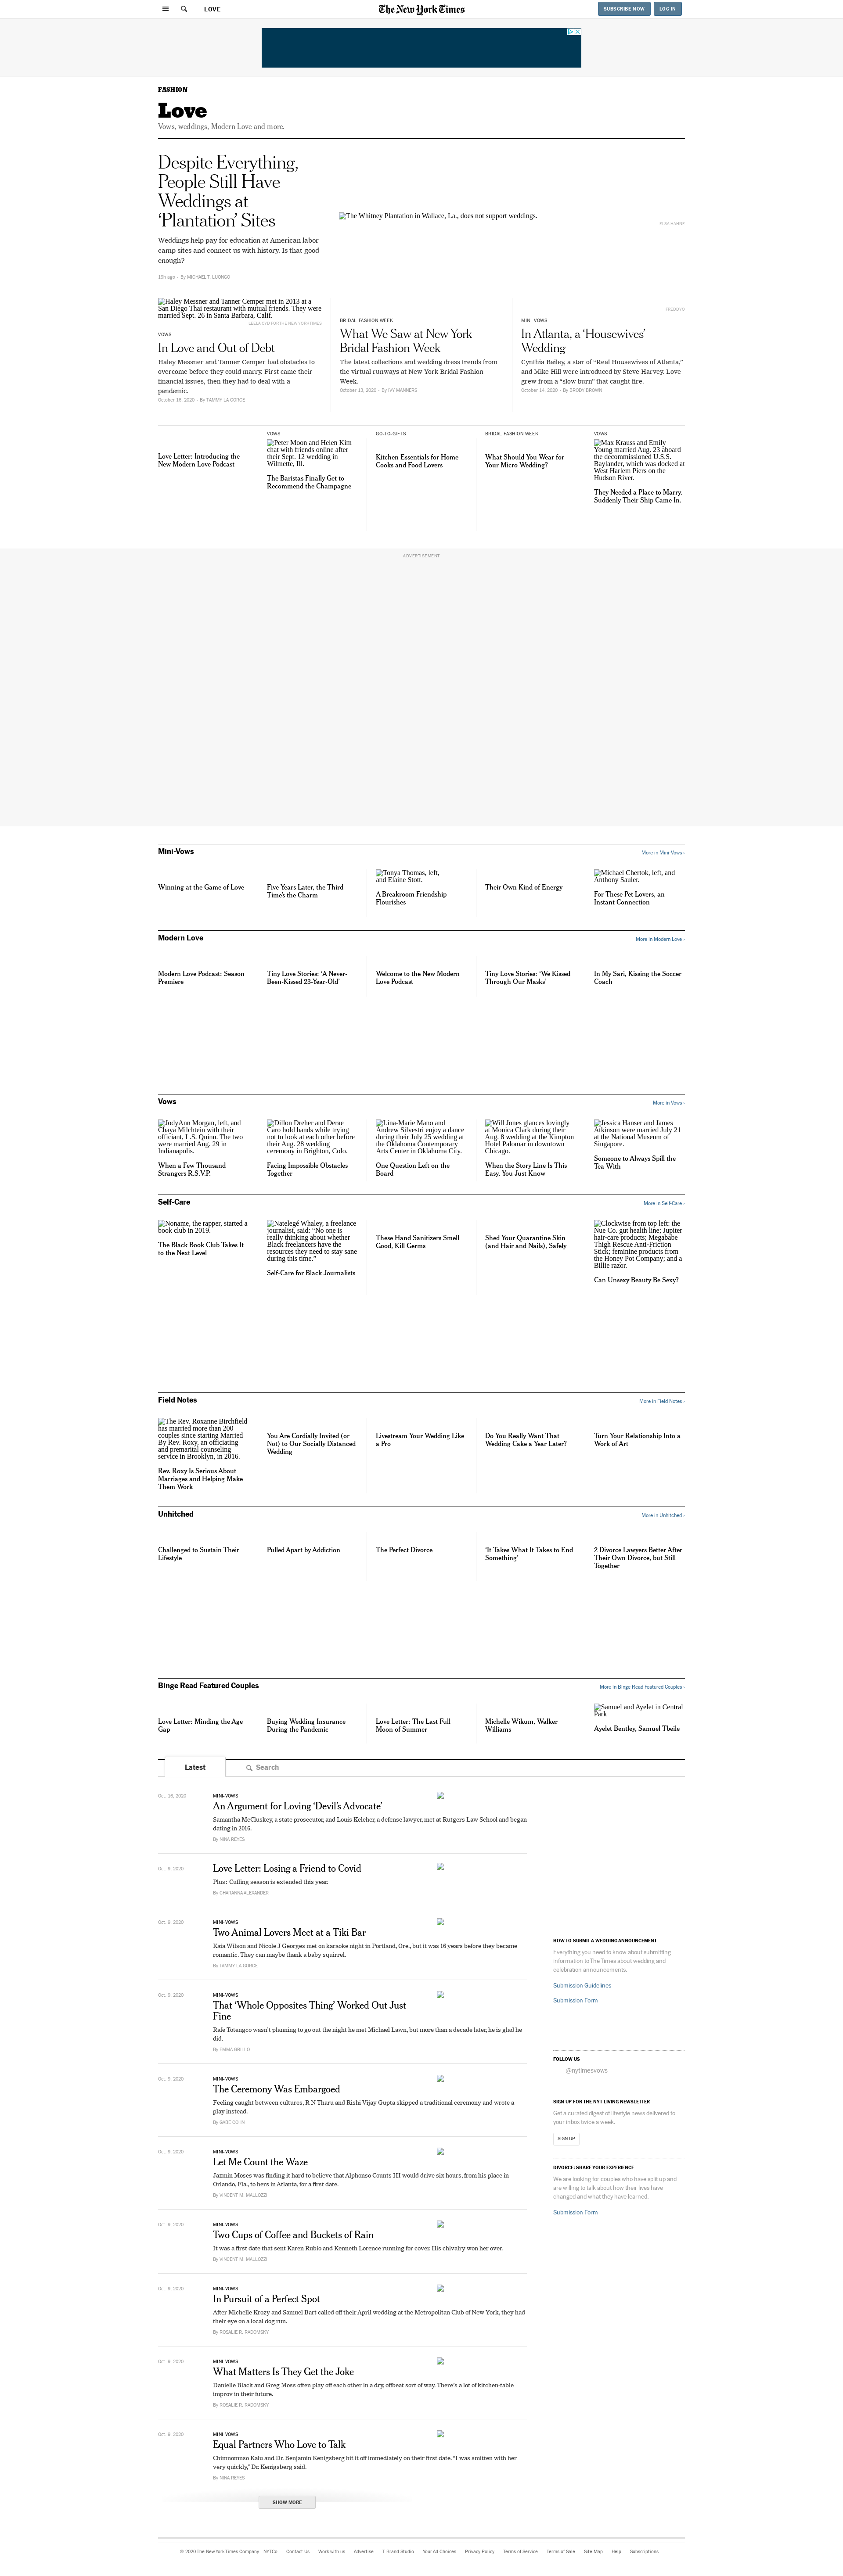 LOVE
The New York Times
SUBSCRIBE NOW
LOG IN
FASHION
Love
Vows, weddings, Modern Love and more.
Despite Everything,
People Still Have
Weddings at
‘Plantation’ Sites
Weddings help pay for education at American labor
camp sites and connect us with history. Is that good
enough?
19h ago - By MICHAEL T. LUONGO
The Whitney Plantation in Wallace, La., does not support weddings.
Haley Messner and Tanner Cemper met in 2013 at a
San Diego Thai restaurant with mutual friends. They were
married Sept. 26 in Santa Barbara, Calif.
VOWS
In Love and Out of Debt
Haley Messner and Tanner Cemper had obstacles to
overcome before they could marry. First came their
financial issues, then they had to deal with a
pandemic.
October 16, 2020 - By TAMMY LA GORCE
BRIDAL FASHION WEEK
What We Saw at New York
Bridal Fashion Week
The latest collections and wedding dress trends from
the virtual runways at New York Bridal Fashion
Week.
October 13, 2020 - By IVY MANNERS
MINI-VOWS
In Atlanta, a ‘Housewives’
Wedding
Cynthia Bailey, a star of “Real Housewives of Atlanta,”
and Mike Hill were introduced by Steve Harvey. Love
grew from a “slow burn” that caught fire.
October 14, 2020 - By BRODY BROWN
Love Letter: Introducing the
New Modern Love Podcast
VOWS
Peter Moon and Helen Kim
chat with friends online after
their Sept. 12 wedding in
Wilmette, Ill.
The Baristas Finally Get to
Recommend the Champagne
GO-TO-GIFTS
Kitchen Essentials for Home
Cooks and Food Lovers
BRIDAL FASHION WEEK
What Should You Wear for
Your Micro Wedding?
VOWS
Max Krauss and Emily
Young married Aug. 23 aboard
the decommissioned U.S.S.
Baylander, which was docked at
West Harlem Piers on the
Hudson River.
They Needed a Place to Marry.
Suddenly Their Ship Came In.
ADVERTISEMENT
Mini-Vows
More in Mini-Vows ›
Winning at the Game of Love
Five Years Later, the Third
Time’s the Charm
Tonya Thomas, left,
and Elaine Stott.
A Breakroom Friendship
Flourishes
Their Own Kind of Energy
Michael Chertok, left, and
Anthony Sauler.
For These Pet Lovers, an
Instant Connection
Modern Love
More in Modern Love ›
Modern Love Podcast: Season
Premiere
Tiny Love Stories: ‘A Never-
Been-Kissed 23-Year-Old’
Welcome to the New Modern
Love Podcast
Tiny Love Stories: ‘We Kissed
Through Our Masks’
In My Sari, Kissing the Soccer
Coach
Vows
More in Vows ›
JodyAnn Morgan, left, and
Chaya Milchtein with their
officiant, L.S. Quinn. The two
were married Aug. 29 in
Indianapolis.
When a Few Thousand
Strangers R.S.V.P.
Dillon Dreher and Derae
Caro hold hands while trying
not to look at each other before
their Aug. 28 wedding
ceremony in Brighton, Colo.
Facing Impossible Obstacles
Together
Lina-Marie Mano and
Andrew Silvestri enjoy a dance
during their July 25 wedding at
the Oklahoma Contemporary
Arts Center in Oklahoma City.
One Question Left on the
Board
Will Jones glances lovingly
at Monica Clark during their
Aug. 8 wedding at the Kimpton
Hotel Palomar in downtown
Chicago.
When the Story Line Is This
Easy, You Just Know
Jessica Hanser and James
Atkinson were married July 21
at the National Museum of
Singapore.
Someone to Always Spill the
Tea With
Self-Care
More in Self-Care ›
Noname, the rapper, started a
book club in 2019.
The Black Book Club Takes It
to the Next Level
Natelegé Whaley, a freelance
journalist, said: “No one is
really thinking about whether
Black freelancers have the
resources they need to stay sane
during this time.”
Self-Care for Black Journalists
These Hand Sanitizers Smell
Good, Kill Germs
Shed Your Quarantine Skin
(and Hair and Nails), Safely
Clockwise from top left: the
Nue Co. gut health line; Jupiter
hair-care products; Megababe
Thigh Rescue Anti-Friction
Stick; feminine products from
the Honey Pot Company; and a
Billie razor.
Can Unsexy Beauty Be Sexy?
Field Notes
More in Field Notes ›
The Rev. Roxanne Birchfield
has married more than 200
couples since starting Married
By Rev. Roxy, an officiating
and premarital counseling
service in Brooklyn, in 2016.
Rev. Roxy Is Serious About
Marriages and Helping Make
Them Work
You Are Cordially Invited (or
Not) to Our Socially Distanced
Wedding
Livestream Your Wedding Like
a Pro
Do You Really Want That
Wedding Cake a Year Later?
Turn Your Relationship Into a
Work of Art
Unhitched
More in Unhitched ›
Challenged to Sustain Their
Lifestyle
Pulled Apart by Addiction
The Perfect Divorce
‘It Takes What It Takes to End
Something’
2 Divorce Lawyers Better After
Their Own Divorce, but Still
Together
Binge Read Featured Couples
More in Binge Read Featured Couples ›
Love Letter: Minding the Age
Gap
Buying Wedding Insurance
During the Pandemic
Love Letter: The Last Full
Moon of Summer
Michelle Wikum, Walker
Williams
Samuel and Ayelet in Central
Park
Ayelet Bentley, Samuel Tbeile
Latest
Search
Oct. 16, 2020
MINI-VOWS
An Argument for Loving ‘Devil’s Advocate’
Samantha McCluskey, a state prosecutor, and Louis Keleher, a defense lawyer, met at Rutgers Law School and began
dating in 2016.
By NINA REYES
Oct. 9, 2020
Love Letter: Losing a Friend to Covid
Plus: Cuffing season is extended this year.
By CHARANNA ALEXANDER
Oct. 9, 2020
MINI-VOWS
Two Animal Lovers Meet at a Tiki Bar
Kaia Wilson and Nicole J Georges met on karaoke night in Portland, Ore., but it was 16 years before they became
romantic. They can maybe thank a baby squirrel.
By TAMMY LA GORCE
Oct. 9, 2020
MINI-VOWS
That ‘Whole Opposites Thing’ Worked Out Just
Fine
Rafe Totengco wasn’t planning to go out the night he met Michael Lawn, but more than a decade later, he is glad he
did.
By EMMA GRILLO
Oct. 9, 2020
MINI-VOWS
The Ceremony Was Embargoed
Feeling caught between cultures, R N Tharu and Rishi Vijay Gupta skipped a traditional ceremony and wrote a
play instead.
By GABE COHN
Oct. 9, 2020
MINI-VOWS
Let Me Count the Waze
Jazmin Moses was finding it hard to believe that Alphonso Counts III would drive six hours, from his place in
Orlando, Fla., to hers in Atlanta, for a first date.
By VINCENT M. MALLOZZI
Oct. 9, 2020
MINI-VOWS
Two Cups of Coffee and Buckets of Rain
It was a first date that sent Karen Rubio and Kenneth Lorence running for cover. His chivalry won her over.
By VINCENT M. MALLOZZI
Oct. 9, 2020
MINI-VOWS
In Pursuit of a Perfect Spot
After Michelle Krozy and Samuel Bart called off their April wedding at the Metropolitan Club of New York, they had
their eye on a local dog run.
By ROSALIE R. RADOMSKY
Oct. 9, 2020
MINI-VOWS
What Matters Is They Get the Joke
Danielle Black and Greg Moss often play off each other in a dry, offbeat sort of way. There’s a lot of kitchen-table
improv in their future.
By ROSALIE R. RADOMSKY
Oct. 9, 2020
MINI-VOWS
Equal Partners Who Love to Talk
Chimnomnso Kalu and Dr. Benjamin Kenigsberg hit it off immediately on their first date. “I was smitten with her
very quickly,” Dr. Kenigsberg said.
By NINA REYES
SHOW MORE
HOW TO SUBMIT A WEDDING ANNOUNCEMENT
Everything you need to know about submitting
information to The Times about wedding and
celebration announcements.
Submission Guidelines
Submission Form
FOLLOW US
@nytimesvows
SIGN UP FOR THE NYT LIVING NEWSLETTER
Get a curated digest of lifestyle news delivered to
your inbox twice a week.
SIGN UP
DIVORCE: SHARE YOUR EXPERIENCE
We are looking for couples who have split up and
are willing to talk about how their lives have
changed and what they have learned.
Submission Form
© 2020 The New York Times Company NYTCo Contact Us Work with us Advertise T Brand Studio Your Ad Choices Privacy Policy Terms of Service Terms of Sale Site Map Help Subscriptions